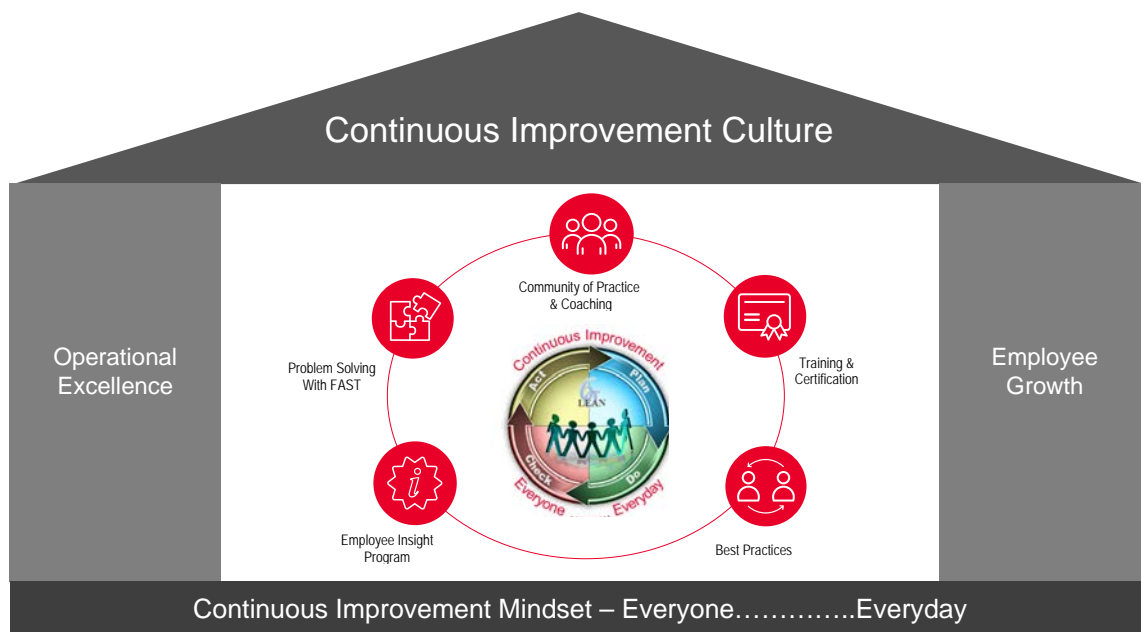 Continuous Improvement Culture
Operational
Excellence
Employee
Growth
Community of Practice
& Coaching
Problem Solving
With FAST
Training &
Certification
Employee Insight
Program
Best Practices
Continuous Improvement
Act
Plan
LEAN
Check
Do
Everyone
Everyday
Continuous Improvement Mindset – Everyone…………..Everyday